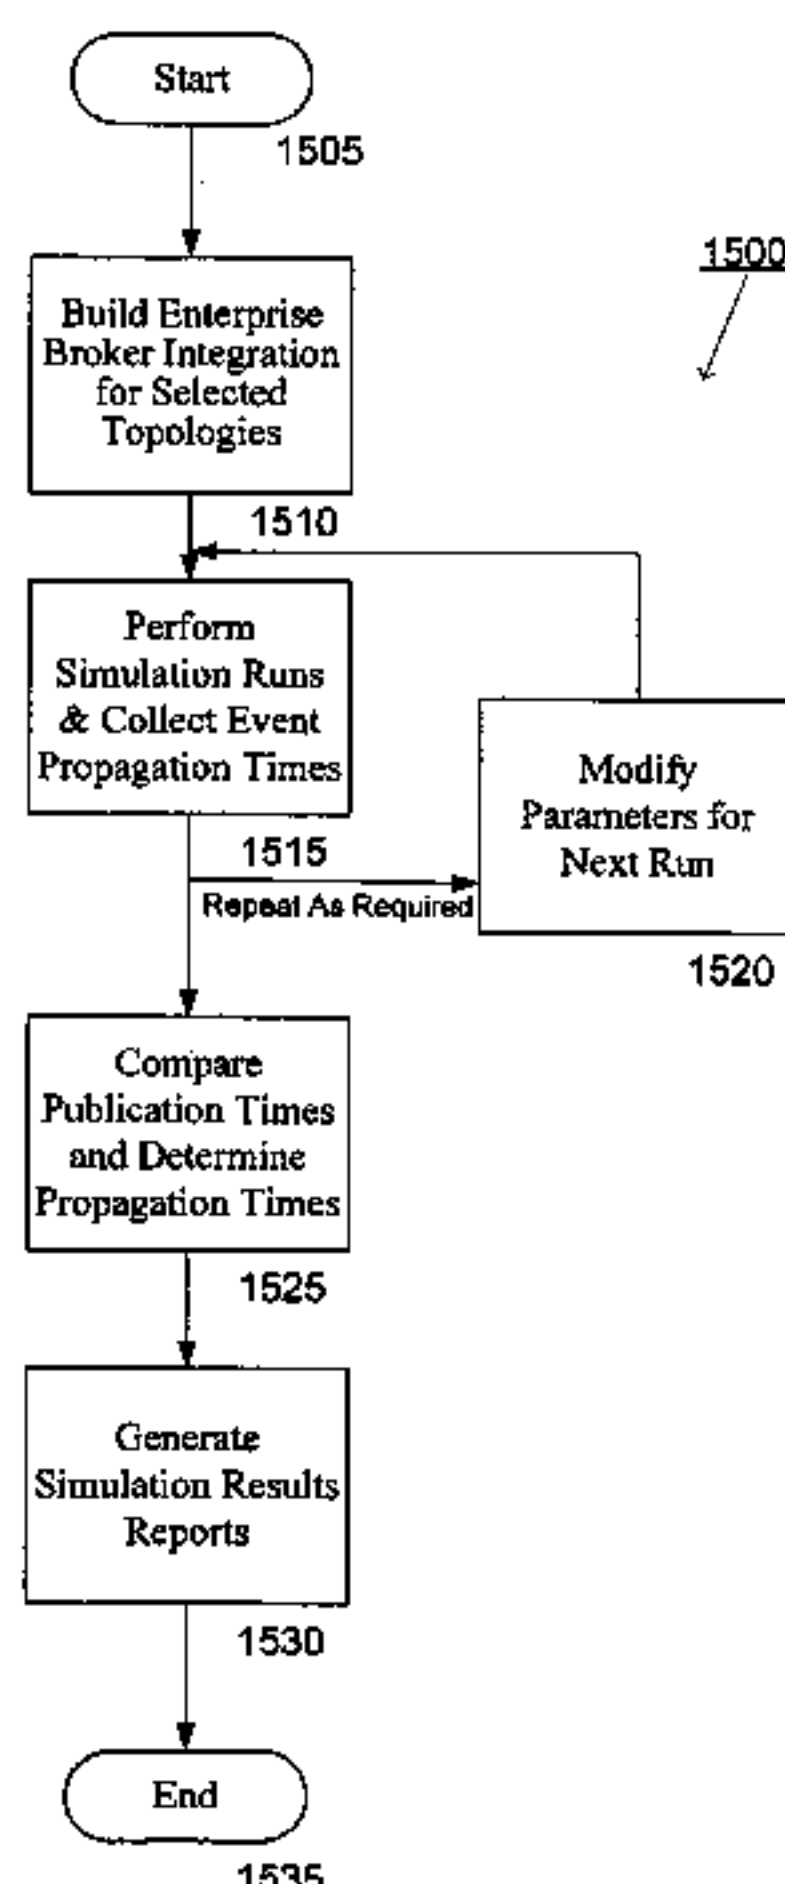 Start
1505
1500
Build Enterprise
Broker Integration
for Selected
Topologies
1510
Perform
Simulation Runs
& Collect Event
Propagation Times
1515
Repeat As Required
Modify
Parameters for
Next Run
1520
Compare
Publication Times
and Determine
Propagation Times
1525
Generate
Simulation Results
Reports
1530
End
1535